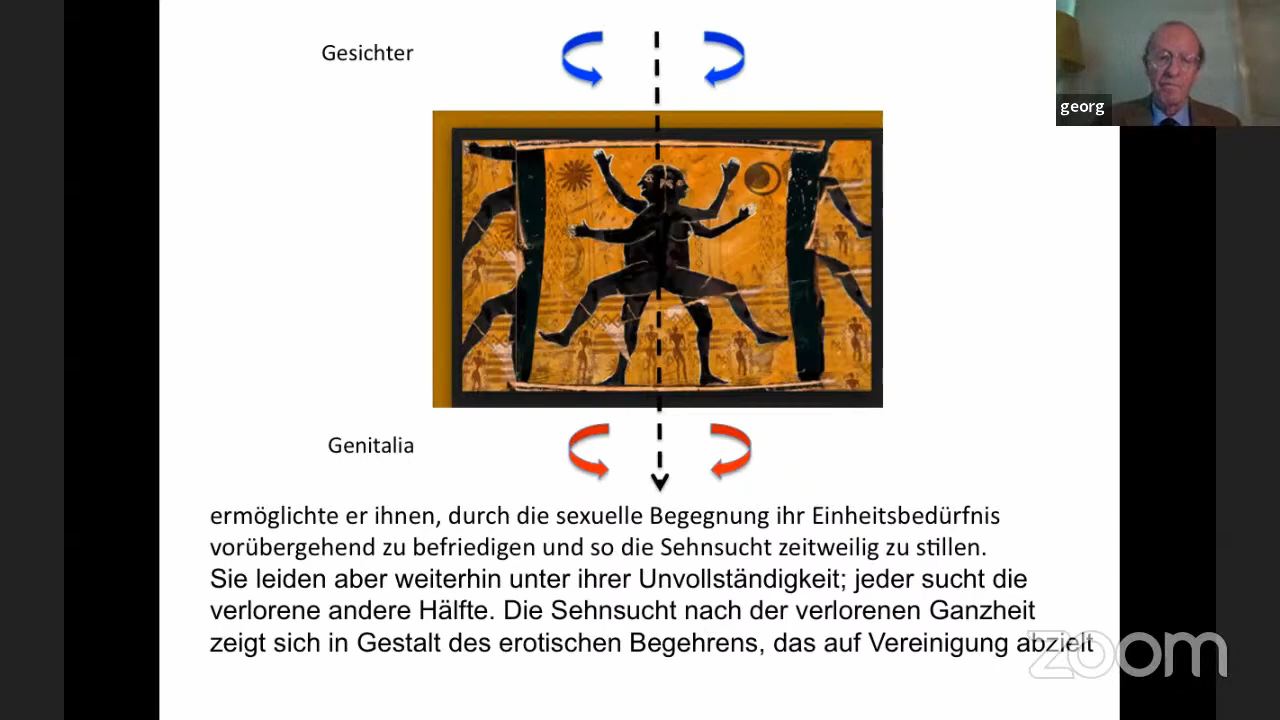 Gesichter
georg
Genitalia
ermöglichte er ihnen, durch die sexuelle Begegnung ihr Einheitsbedürfnis
vorübergehend zu befriedigen und so die Sehnsucht zeitweilig zu stillen.
Sie leiden aber weiterhin unter ihrer Unvollständigkeit; jeder sucht die
verlorene andere Hälfte. Die Sehnsucht nach der verlorenen Ganzheit
zeigt sich in Gestalt des erotischen Begehrens, das auf Vereinigung abzielt
zoom